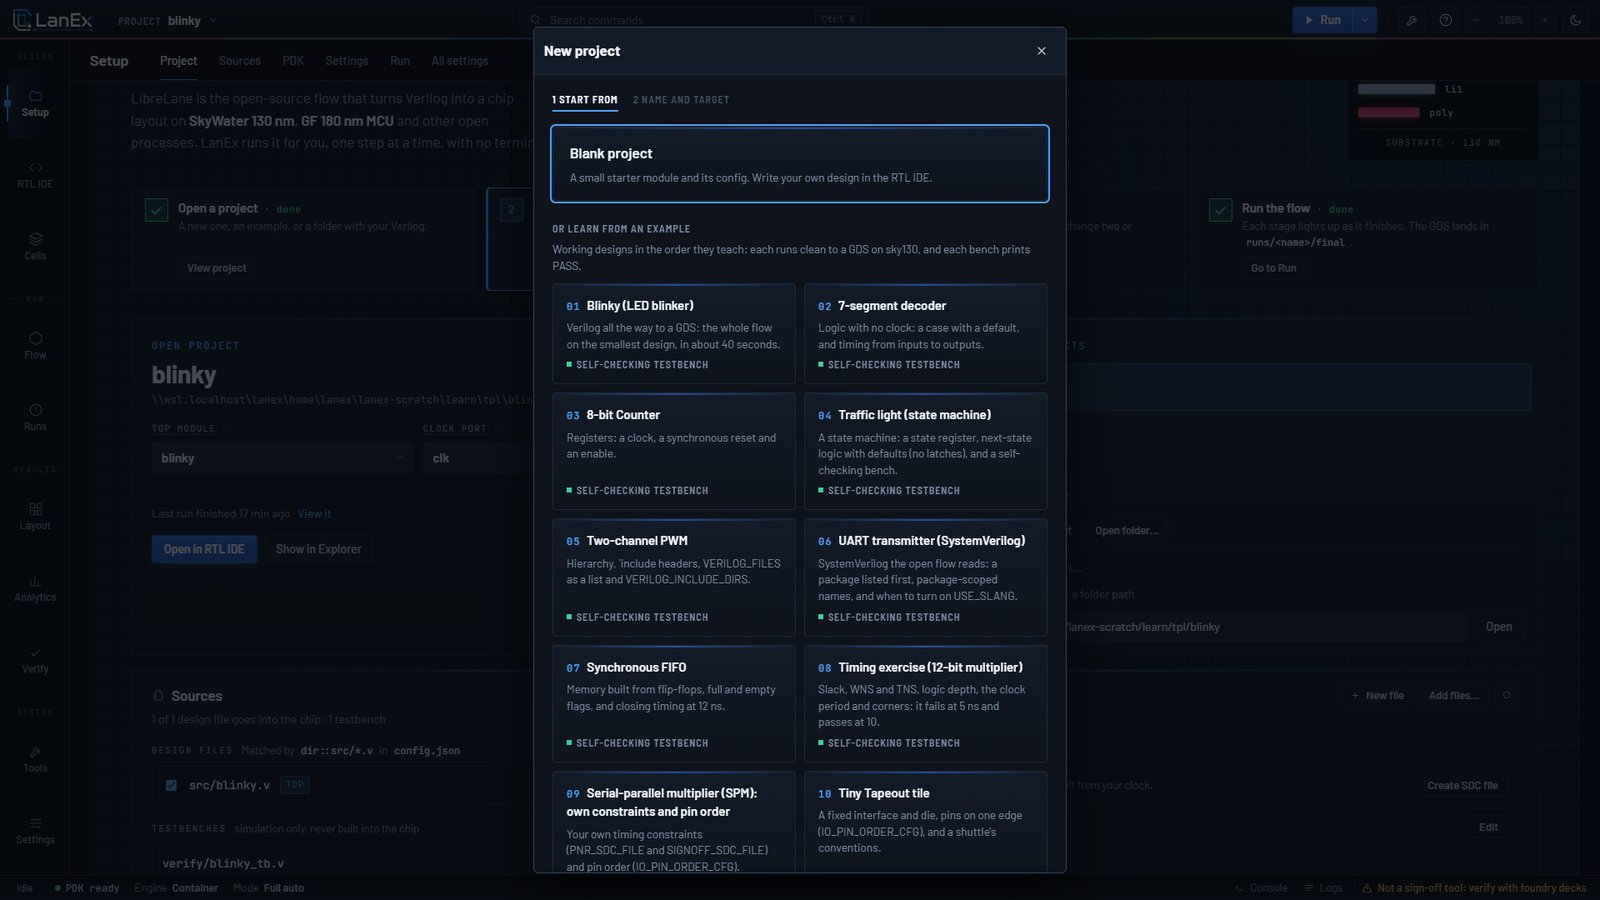 LanEx
PROJECT blinky
Search commands
Ctrl K
Run
100%
DESIGN
Setup
RTL IDE
Cells
RUN
Flow
Runs
RESULTS
Layout
Analytics
Verify
SYSTEM
Tools
Settings
Setup
Project
Sources
PDK
Settings
Run
All settings
LibreLane is the open-source flow that turns Verilog into a chip
layout on SkyWater 130 nm, GF 180 nm MCU and other open
processes. LanEx runs it for you, one step at a time, with no termin
li1
poly
SUBSTRATE · 130 NM
Open a project · done
A new one, an example, or a folder with your Verilog.
View project
2
change two or
Run the flow · done
Each stage lights up as it finishes. The GDS lands in
runs/<name>/final .
Go to Run
OPEN PROJECT
blinky
\\wsl.localhost\lanex\home\lanex\lanex-scratch\learn\tpl\blin
TOP MODULE
CLOCK PORT
blinky
clk
Last run finished 17 min ago · View it
Open in RTL IDE
Show in Explorer
CTS
Open folder...
a folder path
/lanex-scratch/learn/tpl/blinky
Open
Sources
1 of 1 design file goes into the chip · 1 testbench
New file
Add files...
DESIGN FILES Matched by dir::src/*.v in config.json
src/blinky.v TOP
ilt from your clock.
Create SDC file
TESTBENCHES simulation only, never built into the chip
Edit
verify/blinky_tb.v
New project
1 START FROM
2 NAME AND TARGET
Blank project
A small starter module and its config. Write your own design in the RTL IDE.
OR LEARN FROM AN EXAMPLE
Working designs in the order they teach: each runs clean to a GDS on sky130, and each bench prints
PASS.
01 Blinky (LED blinker)
Verilog all the way to a GDS: the whole flow
on the smallest design, in about 40 seconds.
SELF-CHECKING TESTBENCH
02 7-segment decoder
Logic with no clock: a case with a default,
and timing from inputs to outputs.
SELF-CHECKING TESTBENCH
03 8-bit Counter
Registers: a clock, a synchronous reset and
an enable.
SELF-CHECKING TESTBENCH
04 Traffic light (state machine)
A state machine: a state register, next-state
logic with defaults (no latches), and a self-
checking bench.
SELF-CHECKING TESTBENCH
05 Two-channel PWM
Hierarchy, `include headers, VERILOG_FILES
as a list and VERILOG_INCLUDE_DIRS.
SELF-CHECKING TESTBENCH
06 UART transmitter (SystemVerilog)
SystemVerilog the open flow reads: a
package listed first, package-scoped
names, and when to turn on USE_SLANG.
SELF-CHECKING TESTBENCH
07 Synchronous FIFO
Memory built from flip-flops, full and empty
flags, and closing timing at 12 ns.
SELF-CHECKING TESTBENCH
08 Timing exercise (12-bit multiplier)
Slack, WNS and TNS, logic depth, the clock
period and corners: it fails at 5 ns and
passes at 10.
SELF-CHECKING TESTBENCH
09 Serial-parallel multiplier (SPM):
own constraints and pin order
Your own timing constraints
(PNR_SDC_FILE and SIGNOFF_SDC_FILE)
and pin order (IO_PIN_ORDER_CFG).
10 Tiny Tapeout tile
A fixed interface and die, pins on one edge
(IO_PIN_ORDER_CFG), and a shuttle's
conventions.
Idle
PDK ready
Engine Container
Mode Full auto
Console
Logs
Not a sign-off tool: verify with foundry decks